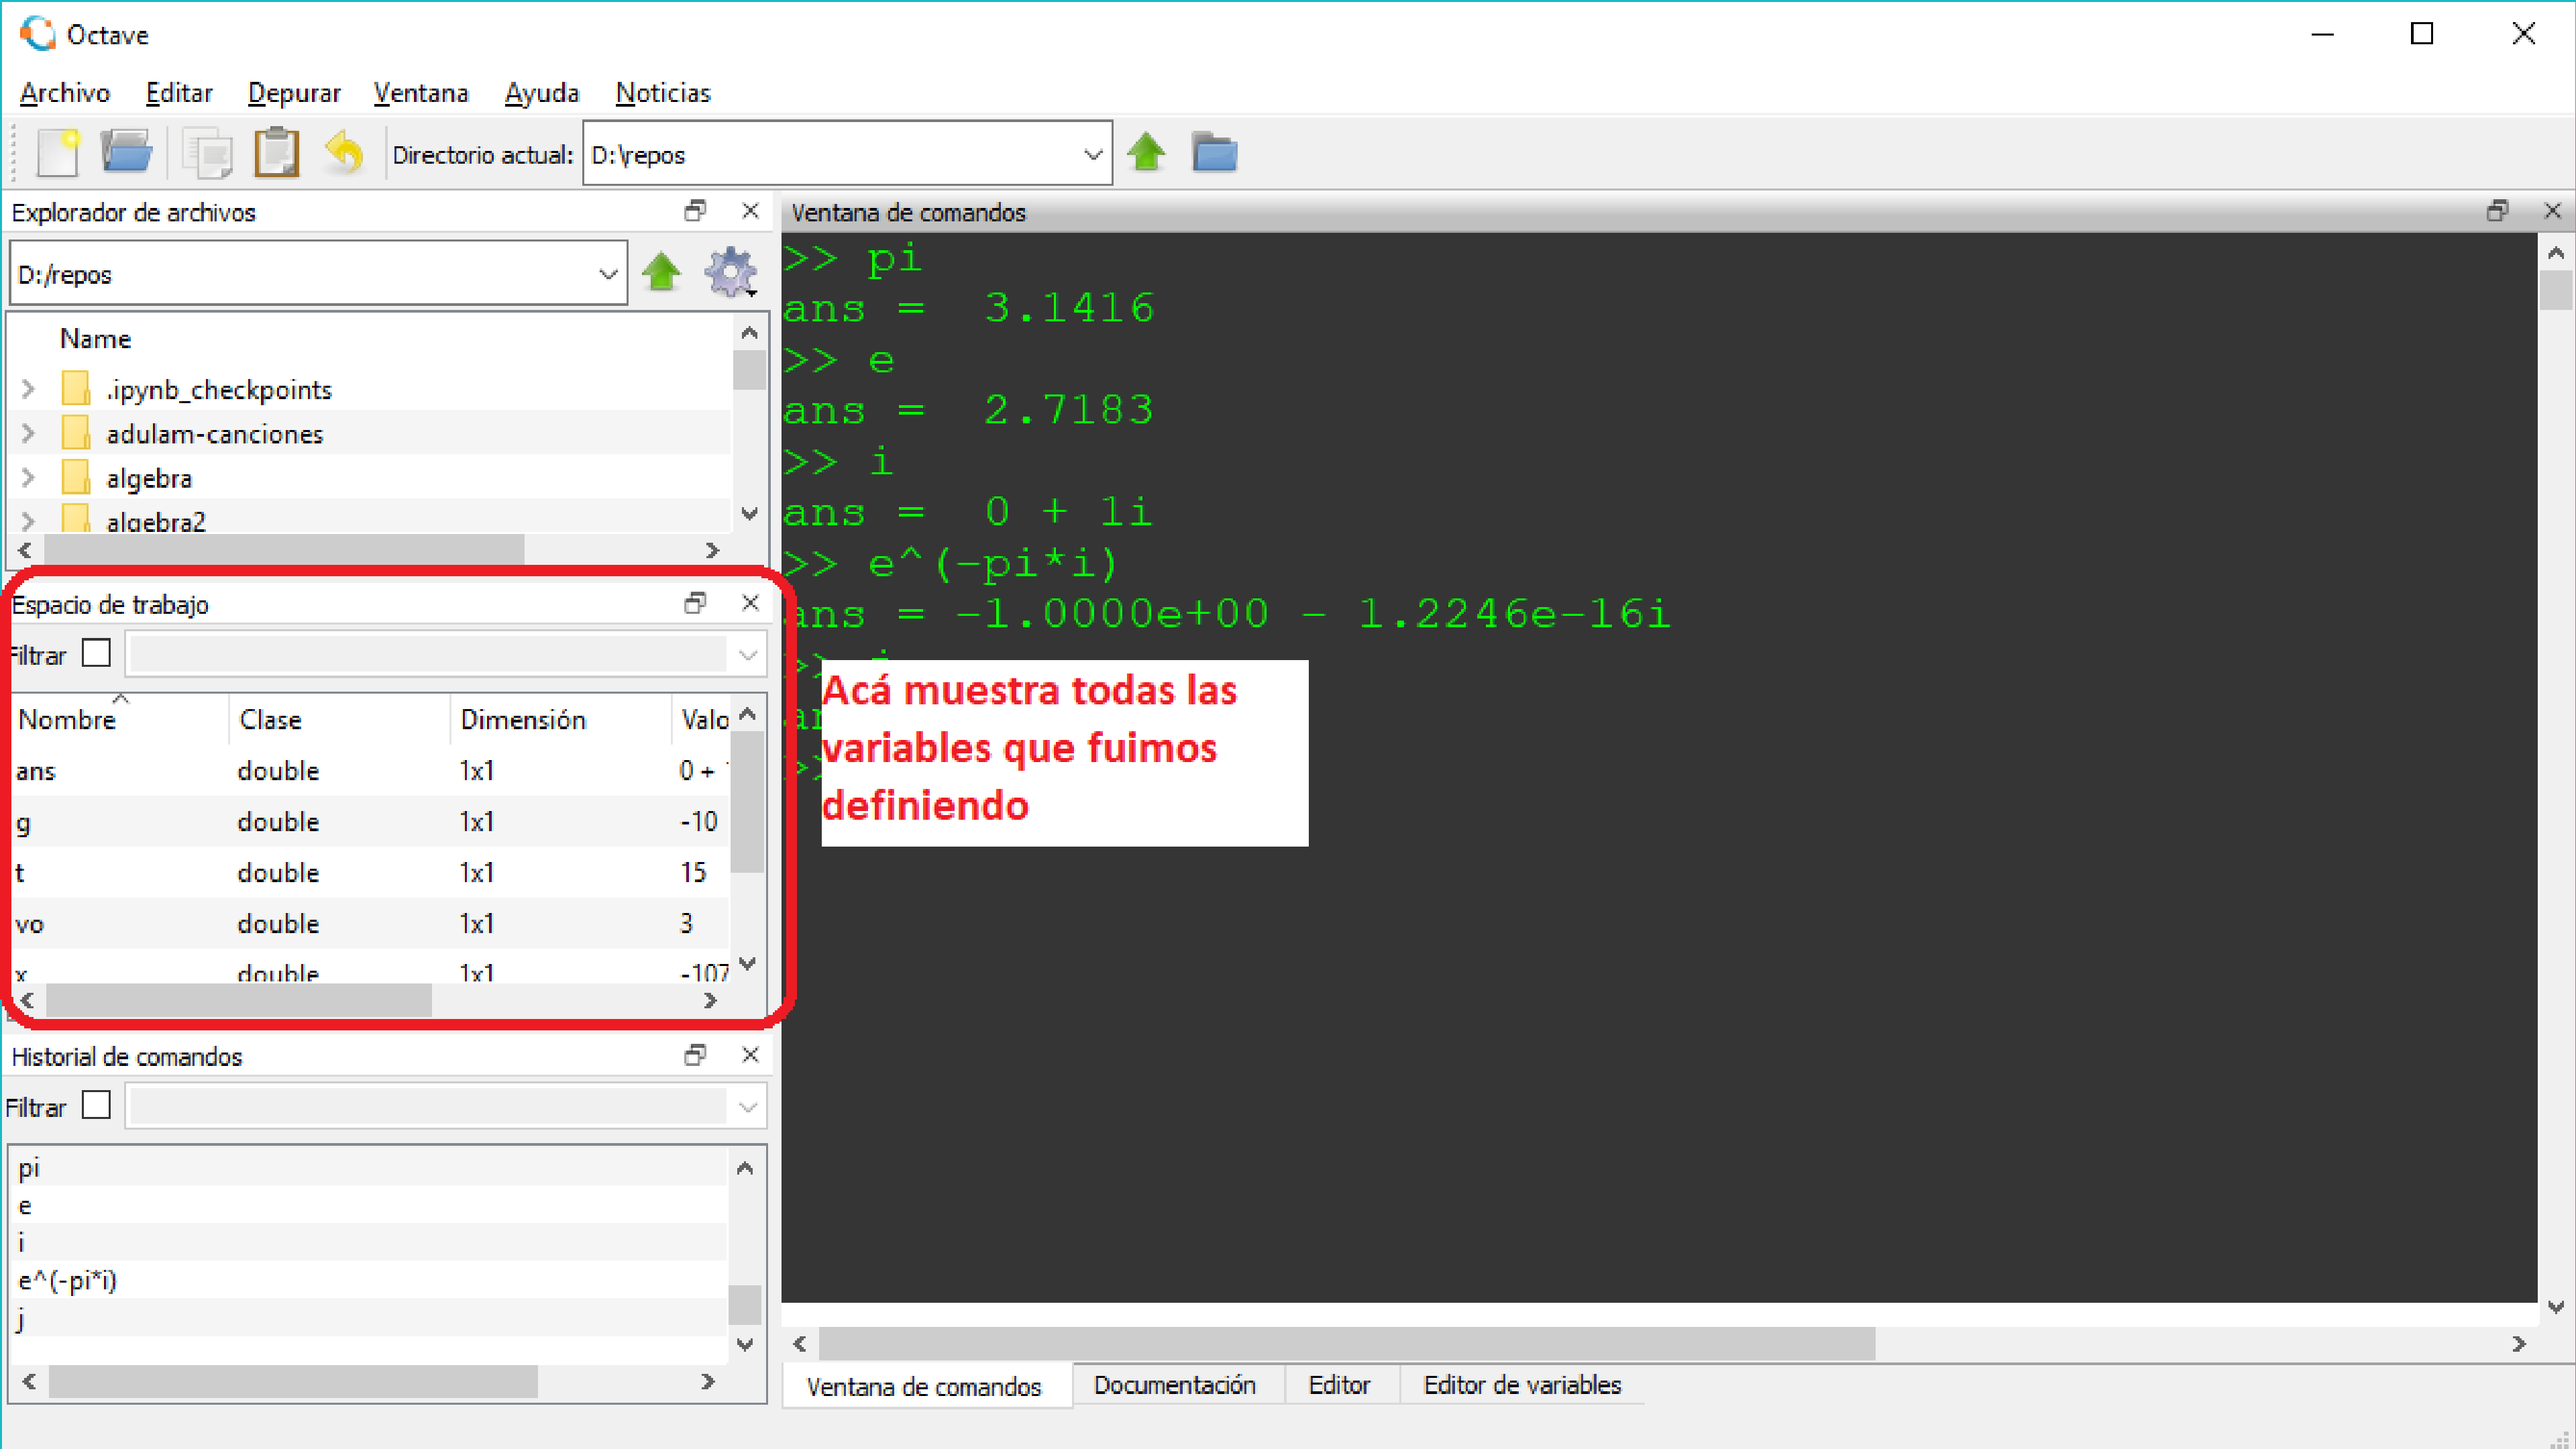 Octave
Archivo Editar Depurar Ventana Ayuda Noticias
Directorio actual: D:\repos
Explorador de archivos
D:/repos
Name
.ipynb_checkpoints
adulam-canciones
algebra
algebra2
Espacio de trabajo
Filtrar
Nombre Clase Dimensión Valo
ans double 1x1 0 +
g double 1x1 -10
t double 1x1 15
vo double 1x1 3
x double 1x1 -107
Historial de comandos
Filtrar
pi
e
i
e^(-pi*i)
j
Ventana de comandos
>> pi
ans = 3.1416
>> e
ans = 2.7183
>> i
ans = 0 + 1i
>> e^(-pi*i)
ans = -1.0000e+00 - 1.2246e-16i
>>
>>
Acá muestra todas las
variables que fuimos
definiendo
Ventana de comandos Documentación Editor Editor de variables